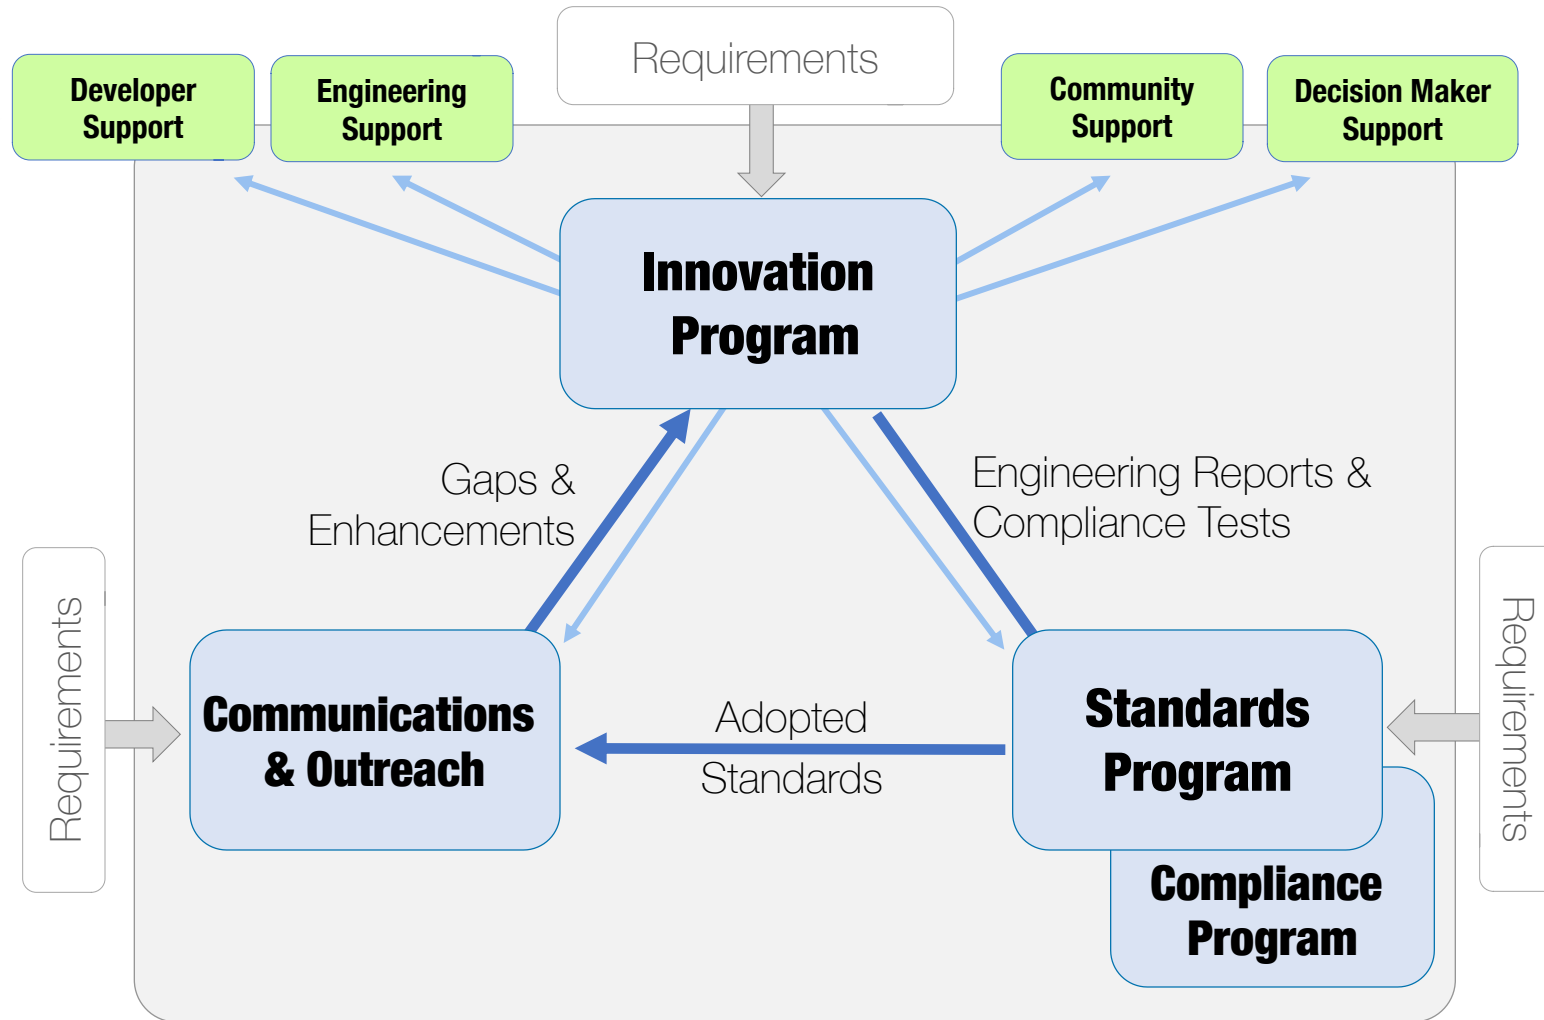 Requirements
Developer
Support
Engineering
Support
Community
Support
Decision Maker
Support
Innovation
Program
Gaps &
Enhancements
Engineering Reports &
Compliance Tests
Requirements
Communications
& Outreach
Adopted
Standards
Standards
Program
Requirements
Compliance
Program